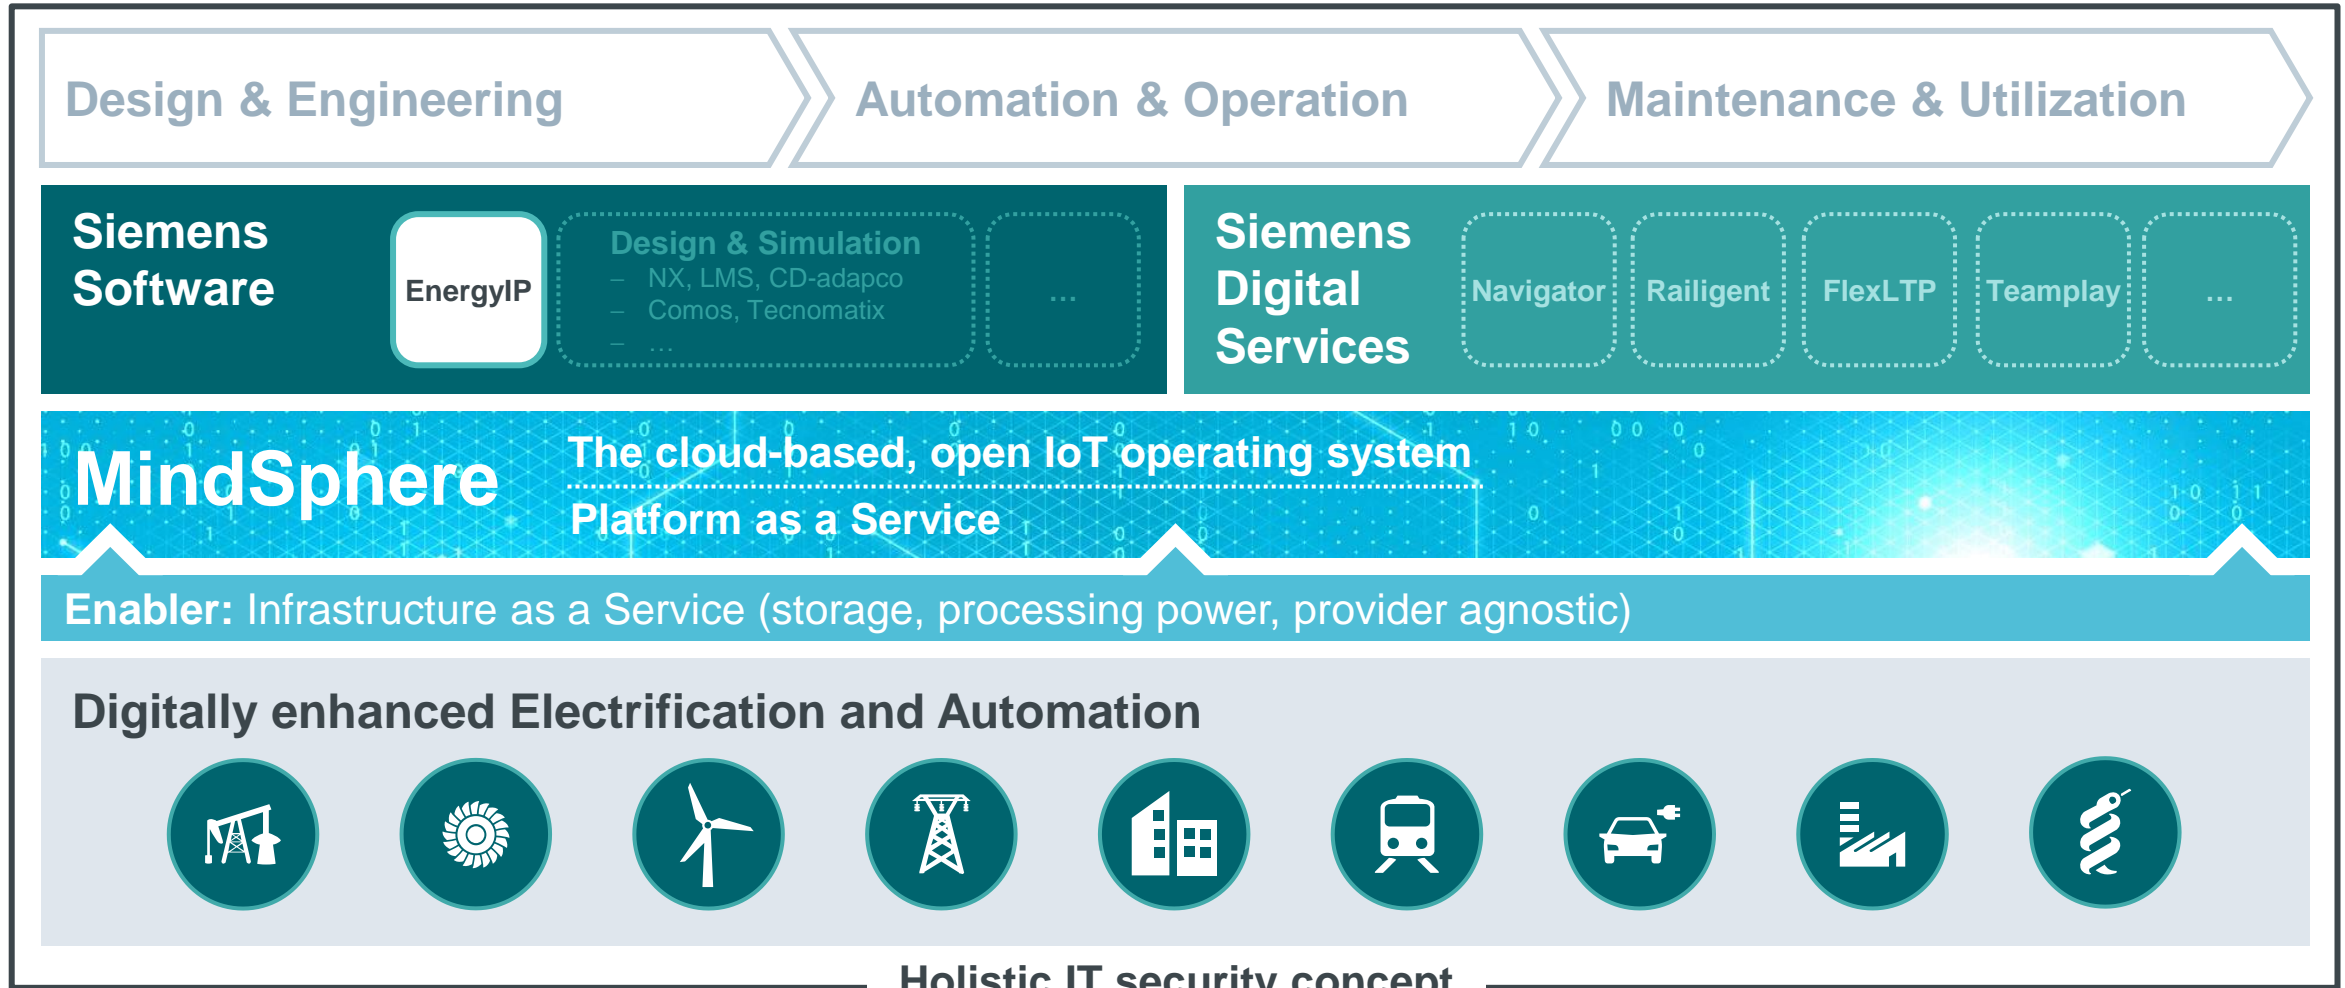 Design & Engineering
Automation & Operation
Maintenance & Utilization
Siemens
Software
EnergyIP
Design & Simulation
– NX, LMS, CD-adapco
– Comos, Tecnomatix
– …
…
Siemens
Digital
Services
Navigator
Railigent
FlexLTP
Teamplay
…
MindSphere
The cloud-based, open IoT operating system
Platform as a Service
Enabler: Infrastructure as a Service (storage, processing power, provider agnostic)
Digitally enhanced Electrification and Automation
Holistic IT security concept